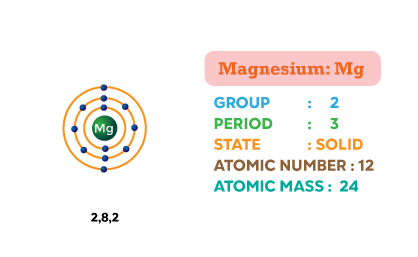 Magnesium: Mg
GROUP : 2
PERIOD : 3
STATE : SOLID
ATOMIC NUMBER : 12
ATOMIC MASS : 24
Mg
2,8,2